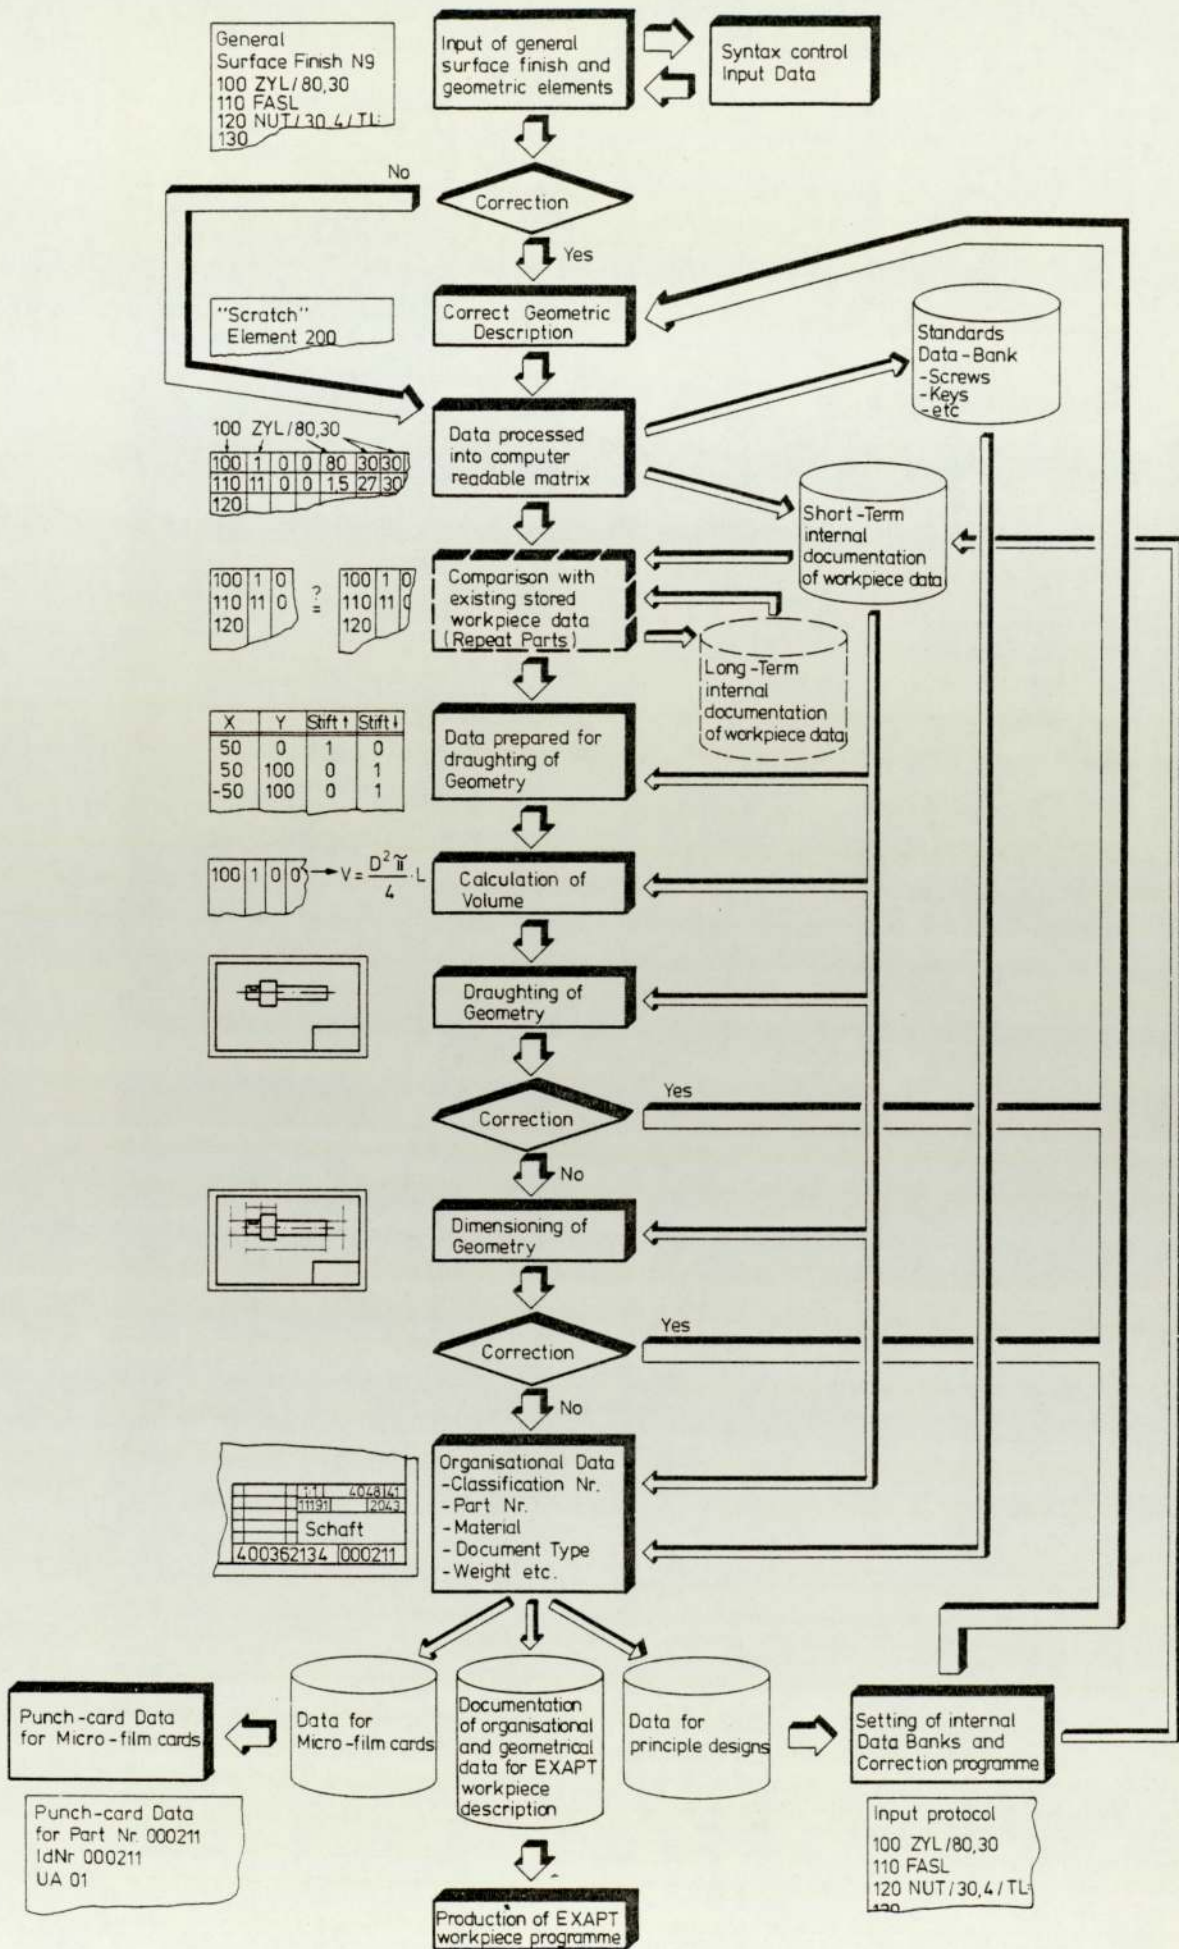 General
Surface Finish N9
100 ZYL/80,30
110 FASL
120 NUT/30,4/TL:
130
Input of general
surface finish and
geometric elements
Syntax control
Input Data
No
Correction
Yes
"Scratch"
Element 200
Correct Geometric
Description
Standards
Data-Bank
-Screws
-Keys
-etc
100 ZYL/80,30
100 1 0 0 80 30 30
110 11 0 0 1,5 27 30
120
Data processed
into computer
readable matrix
Short-Term
internal
documentation
of workpiece data
100 1 0
110 11 0
120
?
=
100 1 0
110 11 0
120
Comparison with
existing stored
workpiece data
(Repeat Parts)
Long-Term
internal
documentation
of workpiece data
X Y Stift↑ Stift↓
50 0 1 0
50 100 0 1
-50 100 0 1
Data prepared for
draughting of
Geometry
100 1 0 0 → V = D² π / 4 · L
Calculation of
Volume
Draughting of
Geometry
Correction
Yes
No
Dimensioning of
Geometry
Correction
Yes
No
1:1 4048 41
11191 2043
Schaft
400362134 000211
Organisational Data
-Classification Nr.
-Part Nr.
-Material
-Document Type
-Weight etc.
Punch-card Data
for Micro-film cards
Data for
Micro-film cards
Documentation
of organisational
and geometrical
data for EXAPT
workpiece
description
Data for
principle designs
Setting of internal
Data Banks and
Correction programme
Punch-card Data
for Part Nr. 000211
IdNr 000211
UA 01
Input protocol
100 ZYL/80,30
110 FASL
120 NUT/30,4/TL:
130
Production of EXAPT
workpiece programme